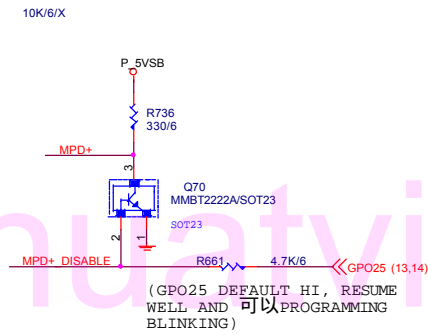 10K/6/X
P_5VSB
R736
330/6
MPD+
3
Q70
MMBT2222A/SOT23
SOT23
2
1
MPD+_DISABLE
R661
4.7K/6
GPO25 (13,14)
(GPO25 DEFAULT HI, RESUME
WELL AND 可以PROGRAMMING
BLINKING)
huatvi